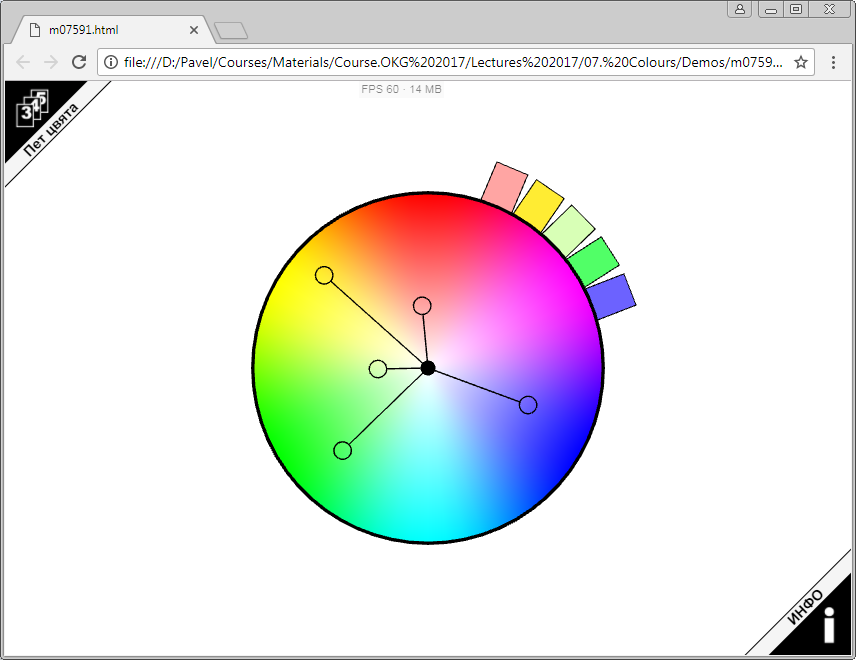 m07591.html
file:///D:/Pavel/Courses/Materials/Course.OKG%202017/Lectures%202017/07.%20Colours/Demos/m0759...
FPS 60 · 14 MB
3 4 5
Пет цвята
ИНФО
i